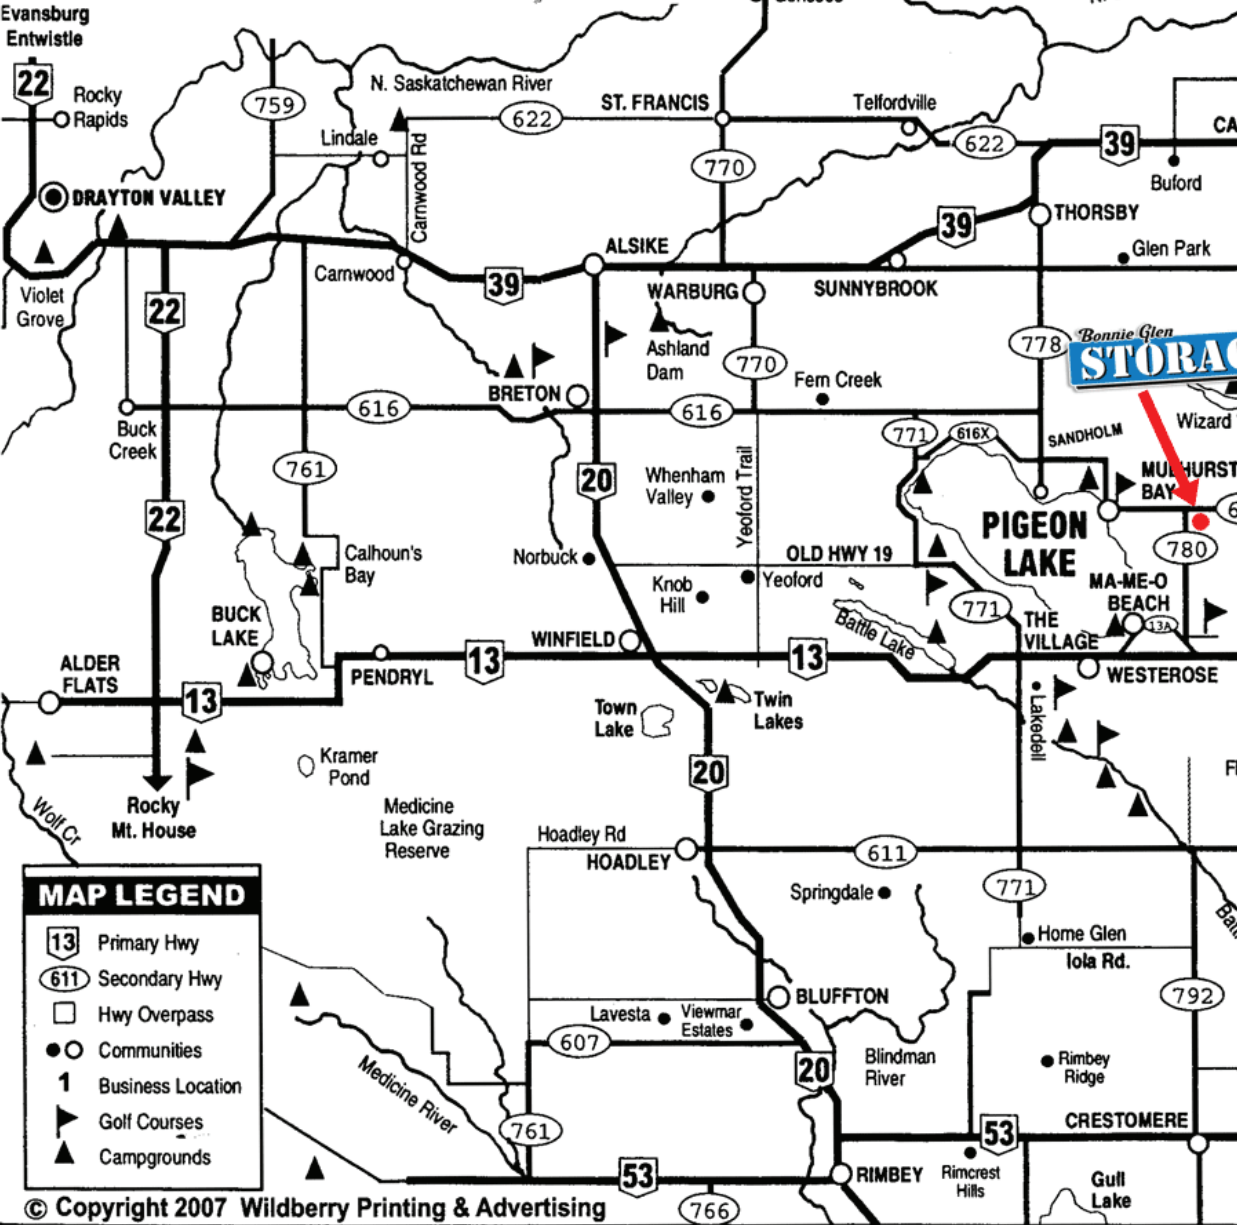 Evansburg
Entwistle
22
Rocky
Rapids
759
N. Saskatchewan River
Lindale
622
Carnwood Rd
ST. FRANCIS
770
Telfordville
622
39
CA
Buford
DRAYTON VALLEY
THORSBY
39
Glen Park
ALSIKE
Carnwood
39
WARBURG
SUNNYBROOK
Violet
Grove
22
Ashland
Dam
770
778
Bonnie Glen
STORAG
Fern Creek
BRETON
616
616
Wizard
Buck
Creek
771
616X
SANDHOLM
761
20
Whenham
Valley
Yeoford Trail
MULHURST
BAY
6
22
PIGEON
LAKE
780
Calhoun's
Bay
Norbuck
OLD HWY 19
Knob
Hill
Yeoford
771
MA-ME-O
BEACH
13A
BUCK
LAKE
Battle Lake
THE
VILLAGE
WINFIELD
13
13
ALDER
FLATS
PENDRYL
WESTEROSE
13
Town
Lake
Twin
Lakes
Lakedell
Kramer
Pond
20
Rocky
Mt. House
Wolf Cr
Medicine
Lake Grazing
Reserve
Hoadley Rd
HOADLEY
611
771
Springdale
Home Glen
Iola Rd.
792
BLUFFTON
Lavesta
Viewmar
Estates
607
20
Blindman
River
Rimbey
Ridge
Medicine River
761
CRESTOMERE
53
53
RIMBEY
Rimcrest
Hills
Gull
Lake
766
MAP LEGEND
13 Primary Hwy
611 Secondary Hwy
Hwy Overpass
Communities
1 Business Location
Golf Courses
Campgrounds
© Copyright 2007 Wildberry Printing & Advertising